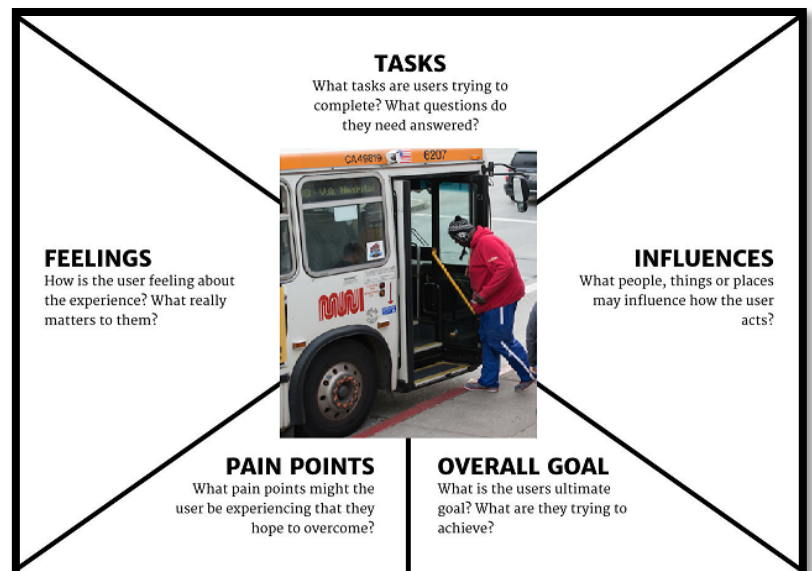 TASKS
What tasks are users trying to
complete? What questions do
they need answered?
CA49819
6207
V.A. Hospital
FEELINGS
How is the user feeling about
the experience? What really
matters to them?
INFLUENCES
What people, things or places
may influence how the user
acts?
MUNI
PAIN POINTS
What pain points might the
user be experiencing that they
hope to overcome?
OVERALL GOAL
What is the users ultimate
goal? What are they trying to
achieve?